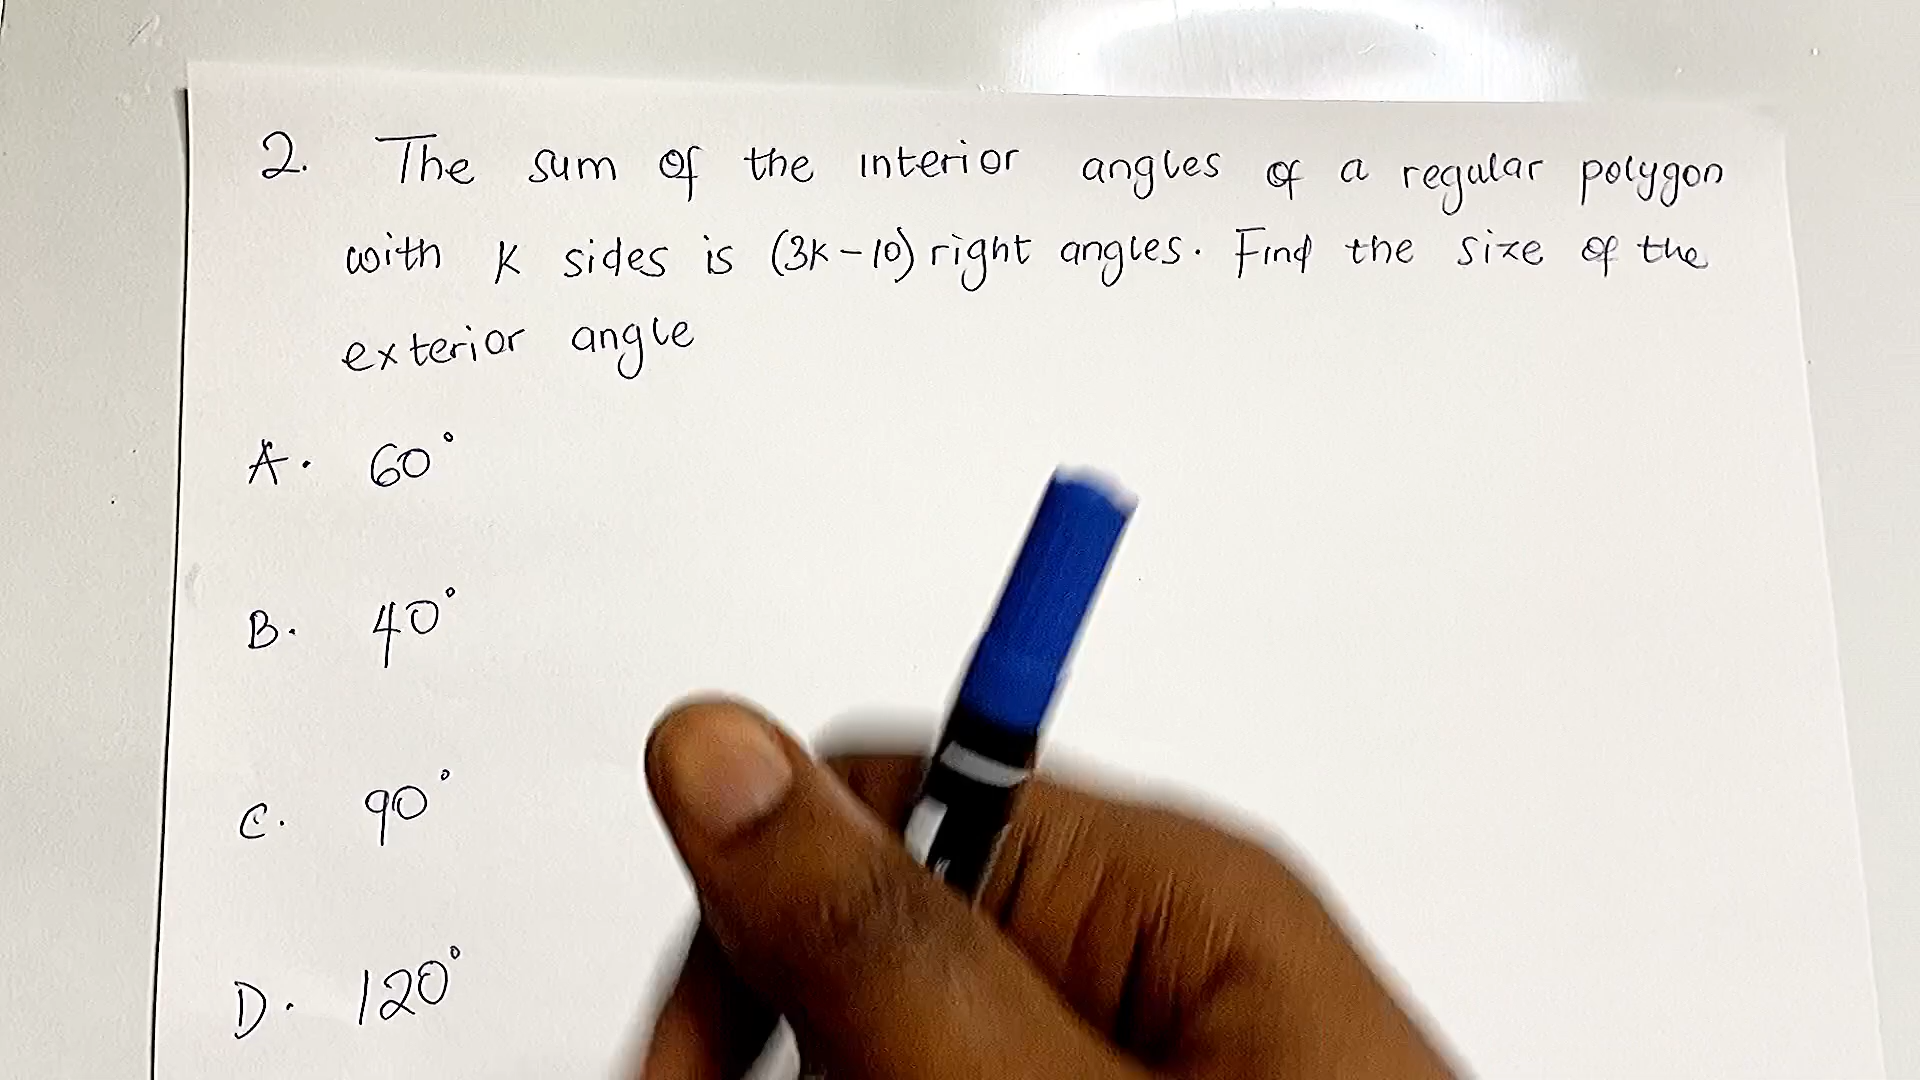 2. The sum of the interior angles of a regular polygon
with K sides is (3K-10) right angles. Find the size of the
exterior angle
A. 60°
B. 40°
C. 90°
D. 120°